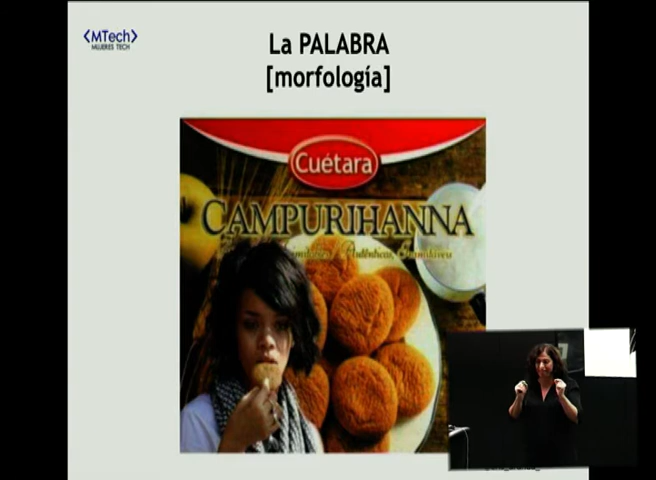 <MTech>
MUJERES TECH
La PALABRA
[morfología]
Cuétara
CAMPURIHANNA